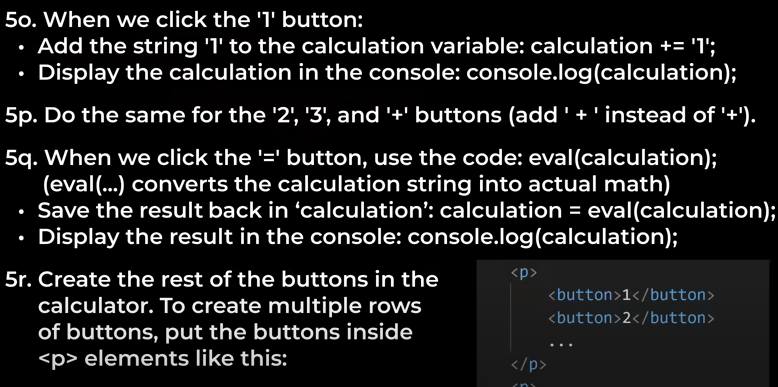 5o. When we click the '1' button:
• Add the string '1' to the calculation variable: calculation += '1';
• Display the calculation in the console: console.log(calculation);
5p. Do the same for the '2', '3', and '+' buttons (add ' + ' instead of '+').
5q. When we click the '=' button, use the code: eval(calculation);
(eval(...) converts the calculation string into actual math)
• Save the result back in ‘calculation’: calculation = eval(calculation);
• Display the result in the console: console.log(calculation);
5r. Create the rest of the buttons in the
calculator. To create multiple rows
of buttons, put the buttons inside
<p> elements like this:
<p>
<button>1</button>
<button>2</button>
...
</p>
<p>